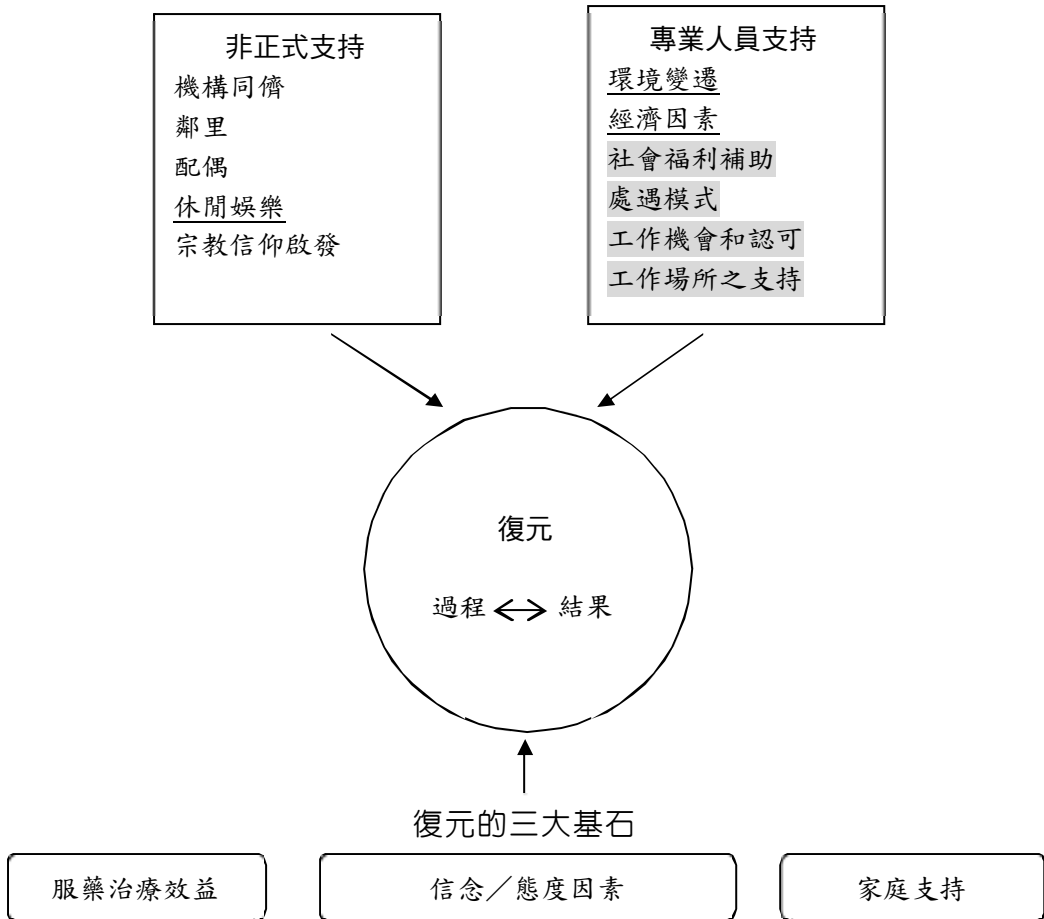 非正式支持
機構同儕
鄰里
配偶
休閒娛樂
宗教信仰啟發
專業人員支持
環境變遷
經濟因素
社會福利補助
處遇模式
工作機會和認可
工作場所之支持
復元
過程 結果
復元的三大基石
服藥治療效益
信念／態度因素
家庭支持